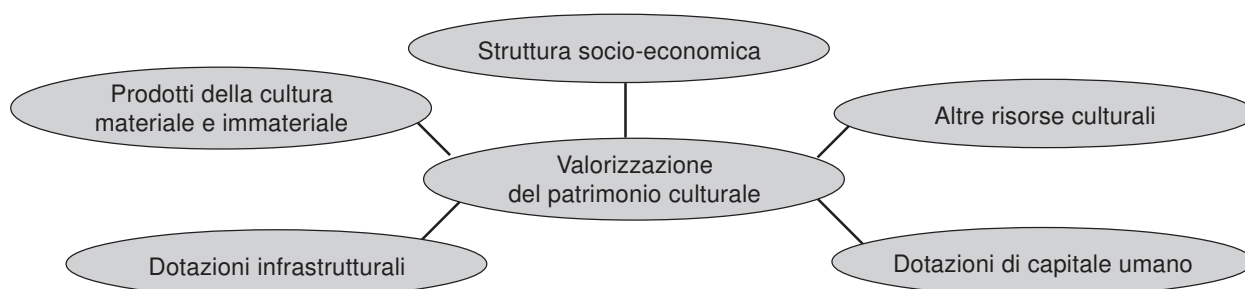 Struttura socio-economica
Prodotti della cultura
materiale e immateriale
Altre risorse culturali
Valorizzazione
del patrimonio culturale
Dotazioni infrastrutturali
Dotazioni di capitale umano